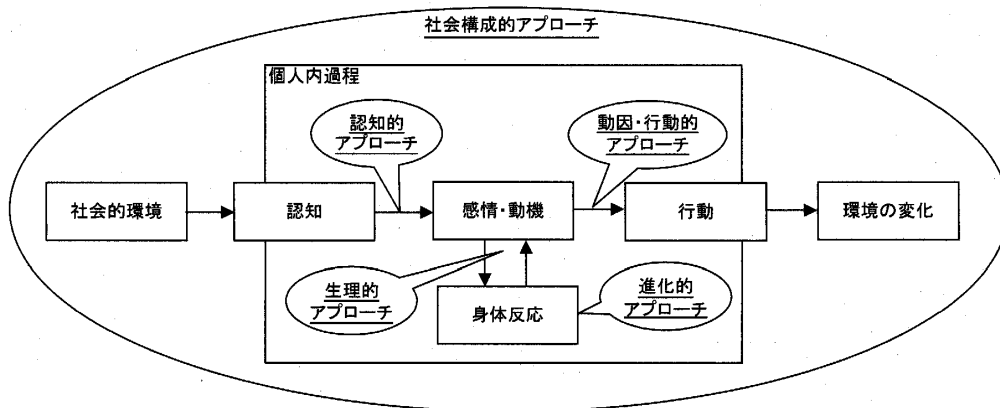 社会構成的アプローチ
個人内過程
認知的
アプローチ
動因・行動的
アプローチ
社会的環境
認知
感情・動機
行動
環境の変化
生理的
アプローチ
身体反応
進化的
アプローチ